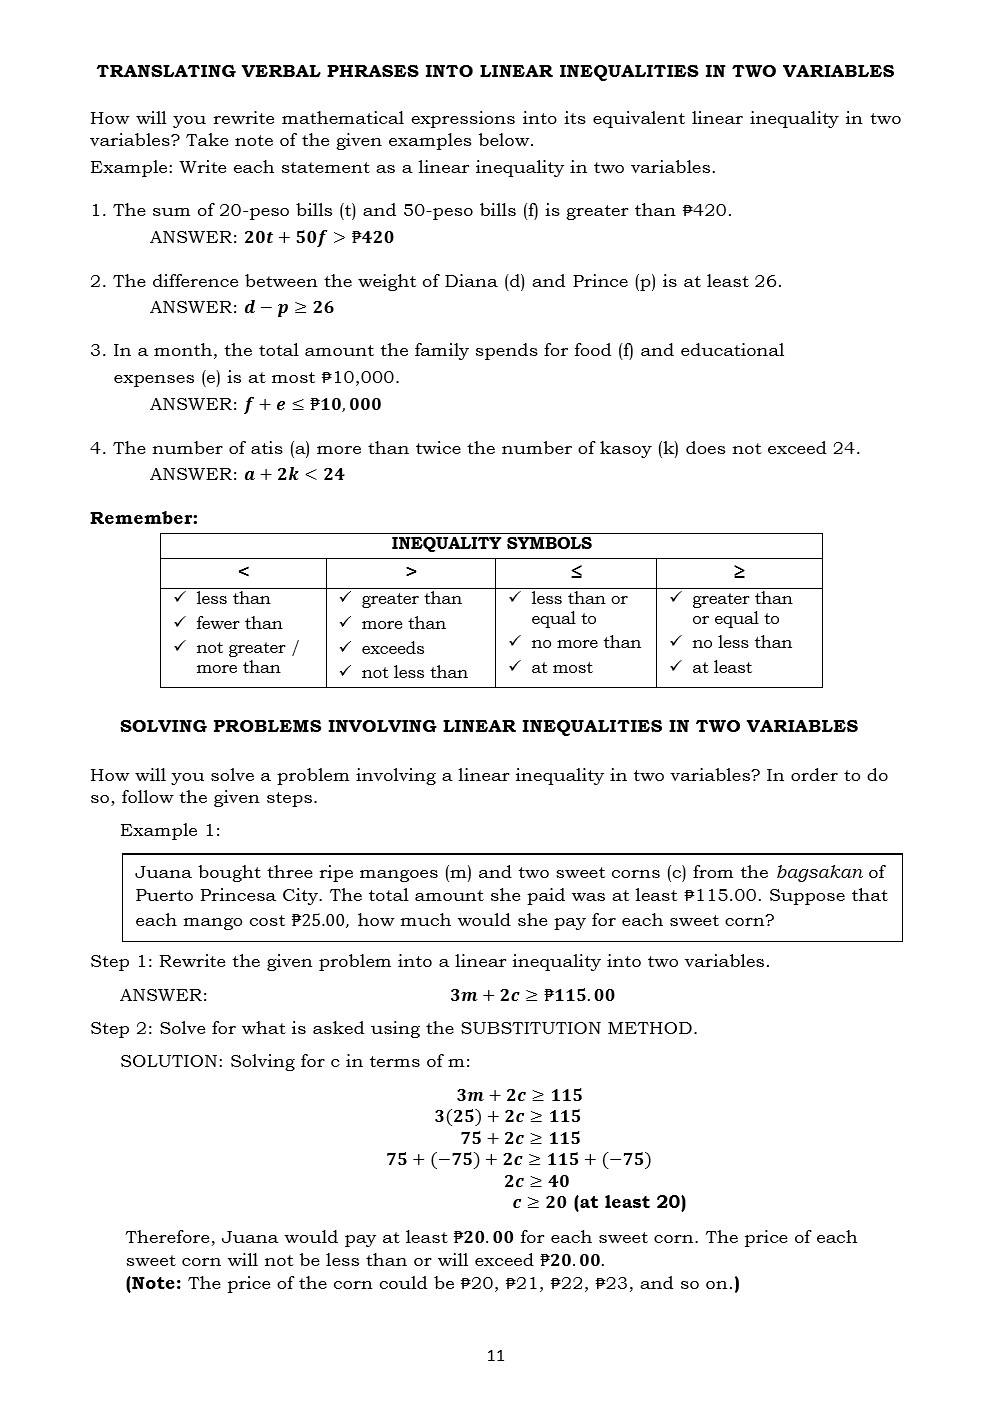 TRANSLATING VERBAL PHRASES INTO LINEAR INEQUALITIES IN TWO VARIABLES
How will you rewrite mathematical expressions into its equivalent linear inequality in two
variables? Take note of the given examples below.
Example: Write each statement as a linear inequality in two variables.
1. The sum of 20-peso bills (t) and 50-peso bills (f) is greater than ₱420.
ANSWER: 20t + 50f > ₱420
2. The difference between the weight of Diana (d) and Prince (p) is at least 26.
ANSWER: d − p ≥ 26
3. In a month, the total amount the family spends for food (f) and educational
expenses (e) is at most ₱10,000.
ANSWER: f + e ≤ ₱10,000
4. The number of atis (a) more than twice the number of kasoy (k) does not exceed 24.
ANSWER: a + 2k < 24
Remember:
INEQUALITY SYMBOLS
< > ≤ ≥
✓ less than ✓ greater than ✓ less than or ✓ greater than
equal to or equal to
✓ fewer than ✓ more than ✓ no more than ✓ no less than
✓ not greater / ✓ exceeds
more than ✓ not less than ✓ at most ✓ at least
SOLVING PROBLEMS INVOLVING LINEAR INEQUALITIES IN TWO VARIABLES
How will you solve a problem involving a linear inequality in two variables? In order to do
so, follow the given steps.
Example 1:
Juana bought three ripe mangoes (m) and two sweet corns (c) from the bagsakan of
Puerto Princesa City. The total amount she paid was at least ₱115.00. Suppose that
each mango cost ₱25.00, how much would she pay for each sweet corn?
Step 1: Rewrite the given problem into a linear inequality into two variables.
ANSWER: 3m + 2c ≥ ₱115.00
Step 2: Solve for what is asked using the SUBSTITUTION METHOD.
SOLUTION: Solving for c in terms of m:
3m + 2c ≥ 115
3(25) + 2c ≥ 115
75 + 2c ≥ 115
75 + (−75) + 2c ≥ 115 + (−75)
2c ≥ 40
c ≥ 20 (at least 20)
Therefore, Juana would pay at least ₱20.00 for each sweet corn. The price of each
sweet corn will not be less than or will exceed ₱20.00.
(Note: The price of the corn could be ₱20, ₱21, ₱22, ₱23, and so on.)
11